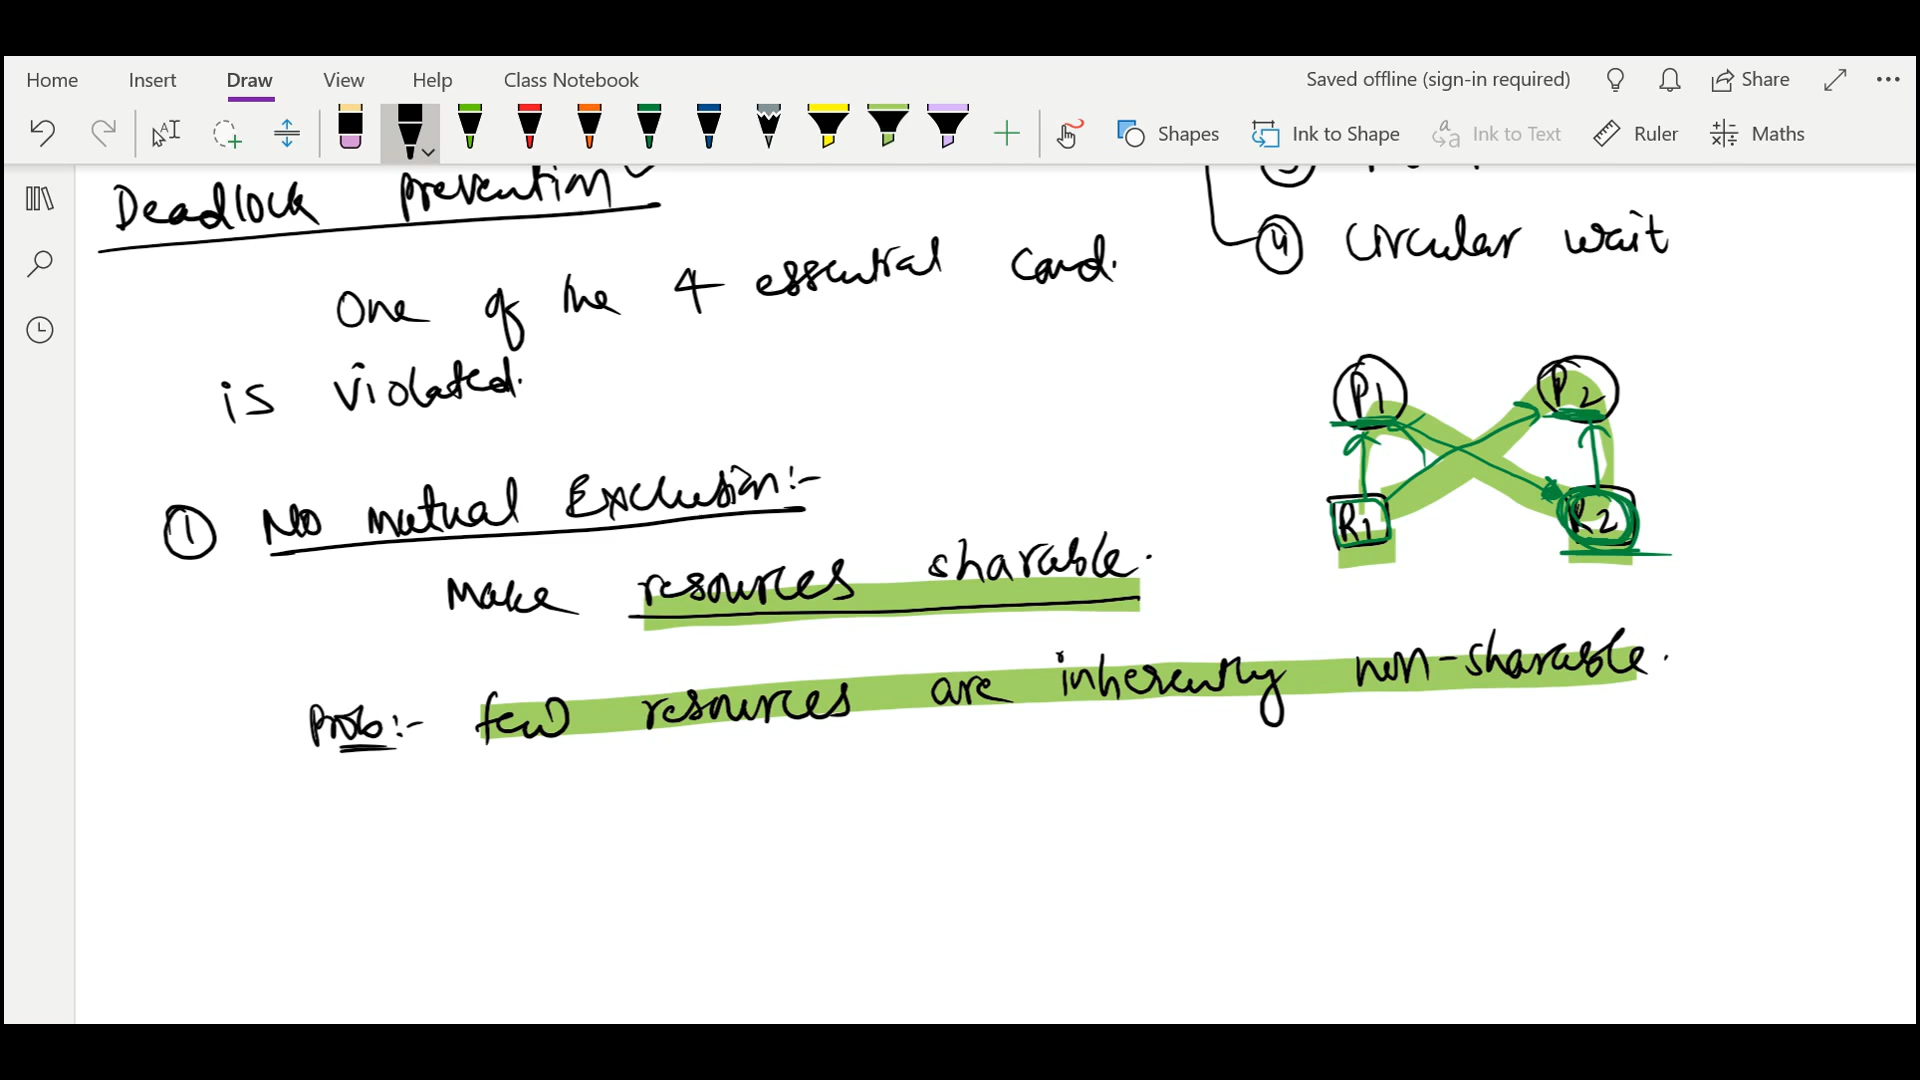 Home Insert Draw View Help Class Notebook Saved offline (sign-in required) Share
Shapes Ink to Shape Ink to Text Ruler Maths
Deadlock prevention
④ circular wait
One of the 4 essential cond.
is violated.
P1 P2
R1 R2
① No mutual Exclusion:-
Make resources sharable.
Prob:- few resources are inherently non-sharable.